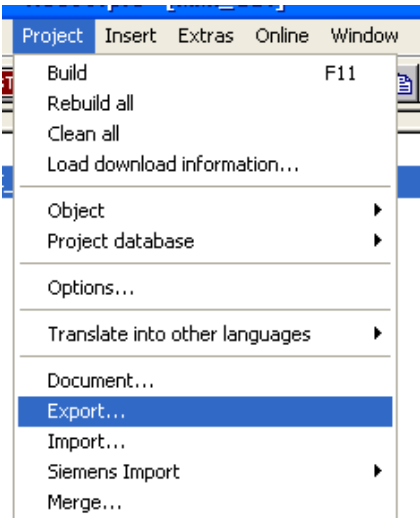 Project Insert Extras Online Window
Build F11
Rebuild all
Clean all
Load download information...
Object
Project database
Options...
Translate into other languages
Document...
Export...
Import...
Siemens Import
Merge...